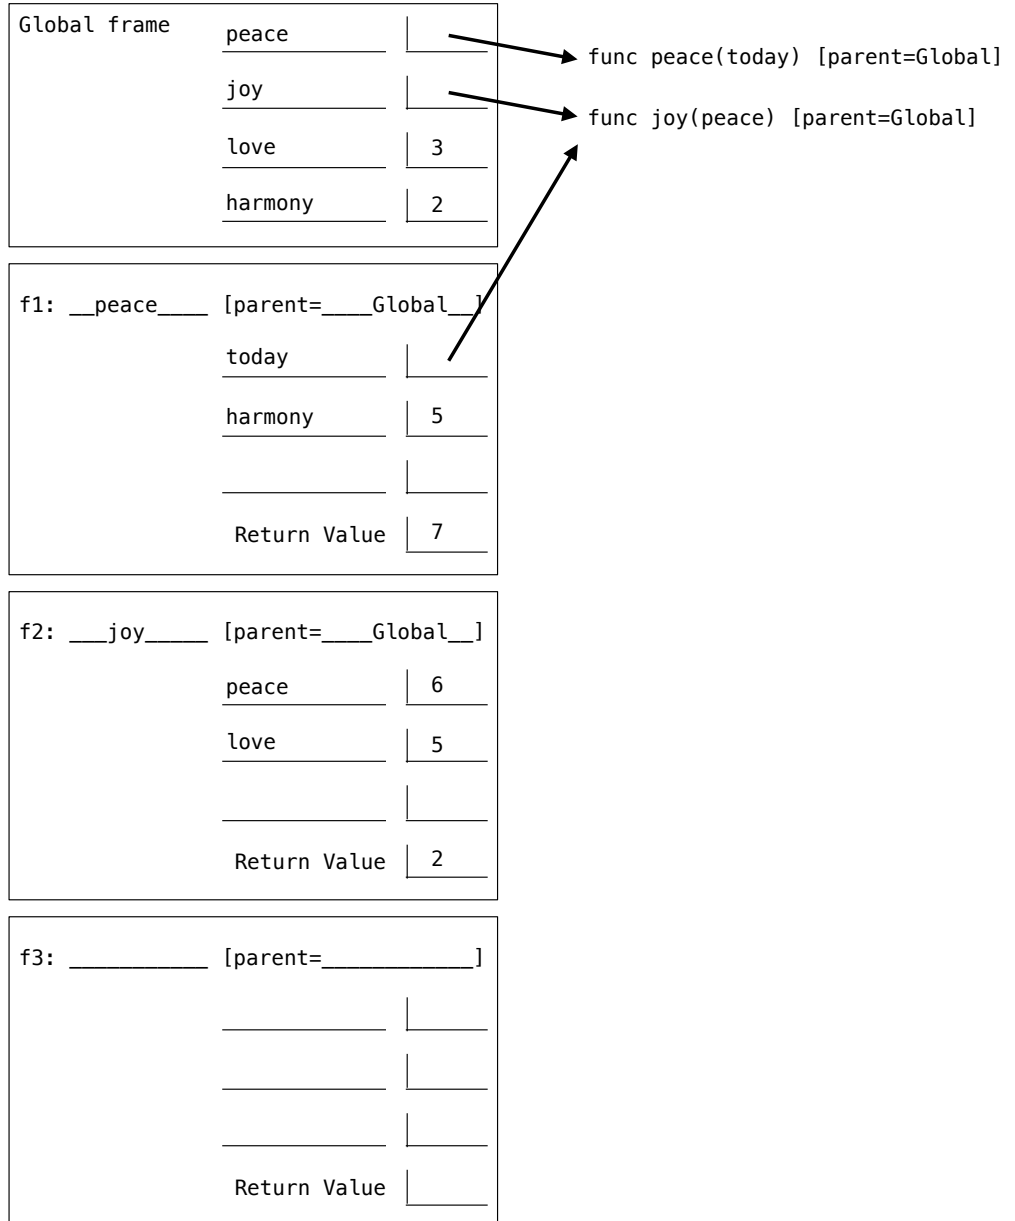 Global frame
peace
func peace(today) [parent=Global]
joy
func joy(peace) [parent=Global]
love 3
harmony 2
f1: __peace____ [parent=____Global__]
today
harmony 5
Return Value 7
f2: ___joy_____ [parent=____Global__]
peace 6
love 5
Return Value 2
f3: ___________ [parent=____________]
Return Value